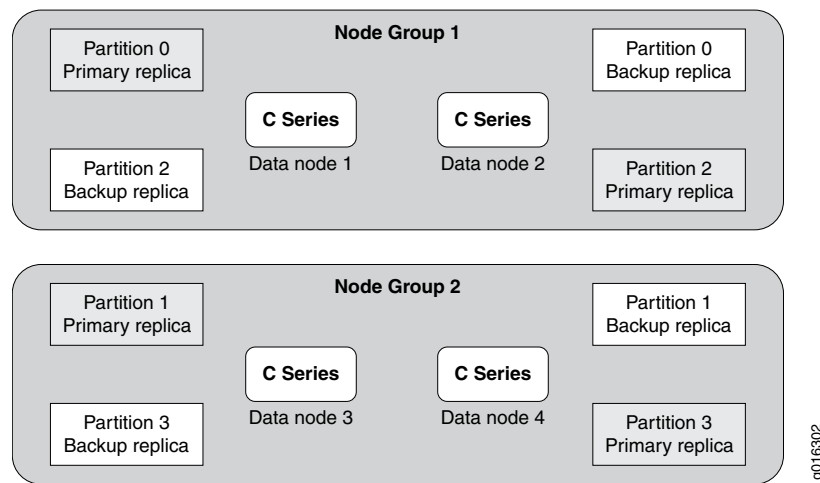 Node Group 1
Partition 0
Primary replica
Partition 0
Backup replica
C Series
C Series
Data node 1
Data node 2
Partition 2
Backup replica
Partition 2
Primary replica
Node Group 2
Partition 1
Primary replica
Partition 1
Backup replica
C Series
C Series
Data node 3
Data node 4
Partition 3
Backup replica
Partition 3
Primary replica
g016302